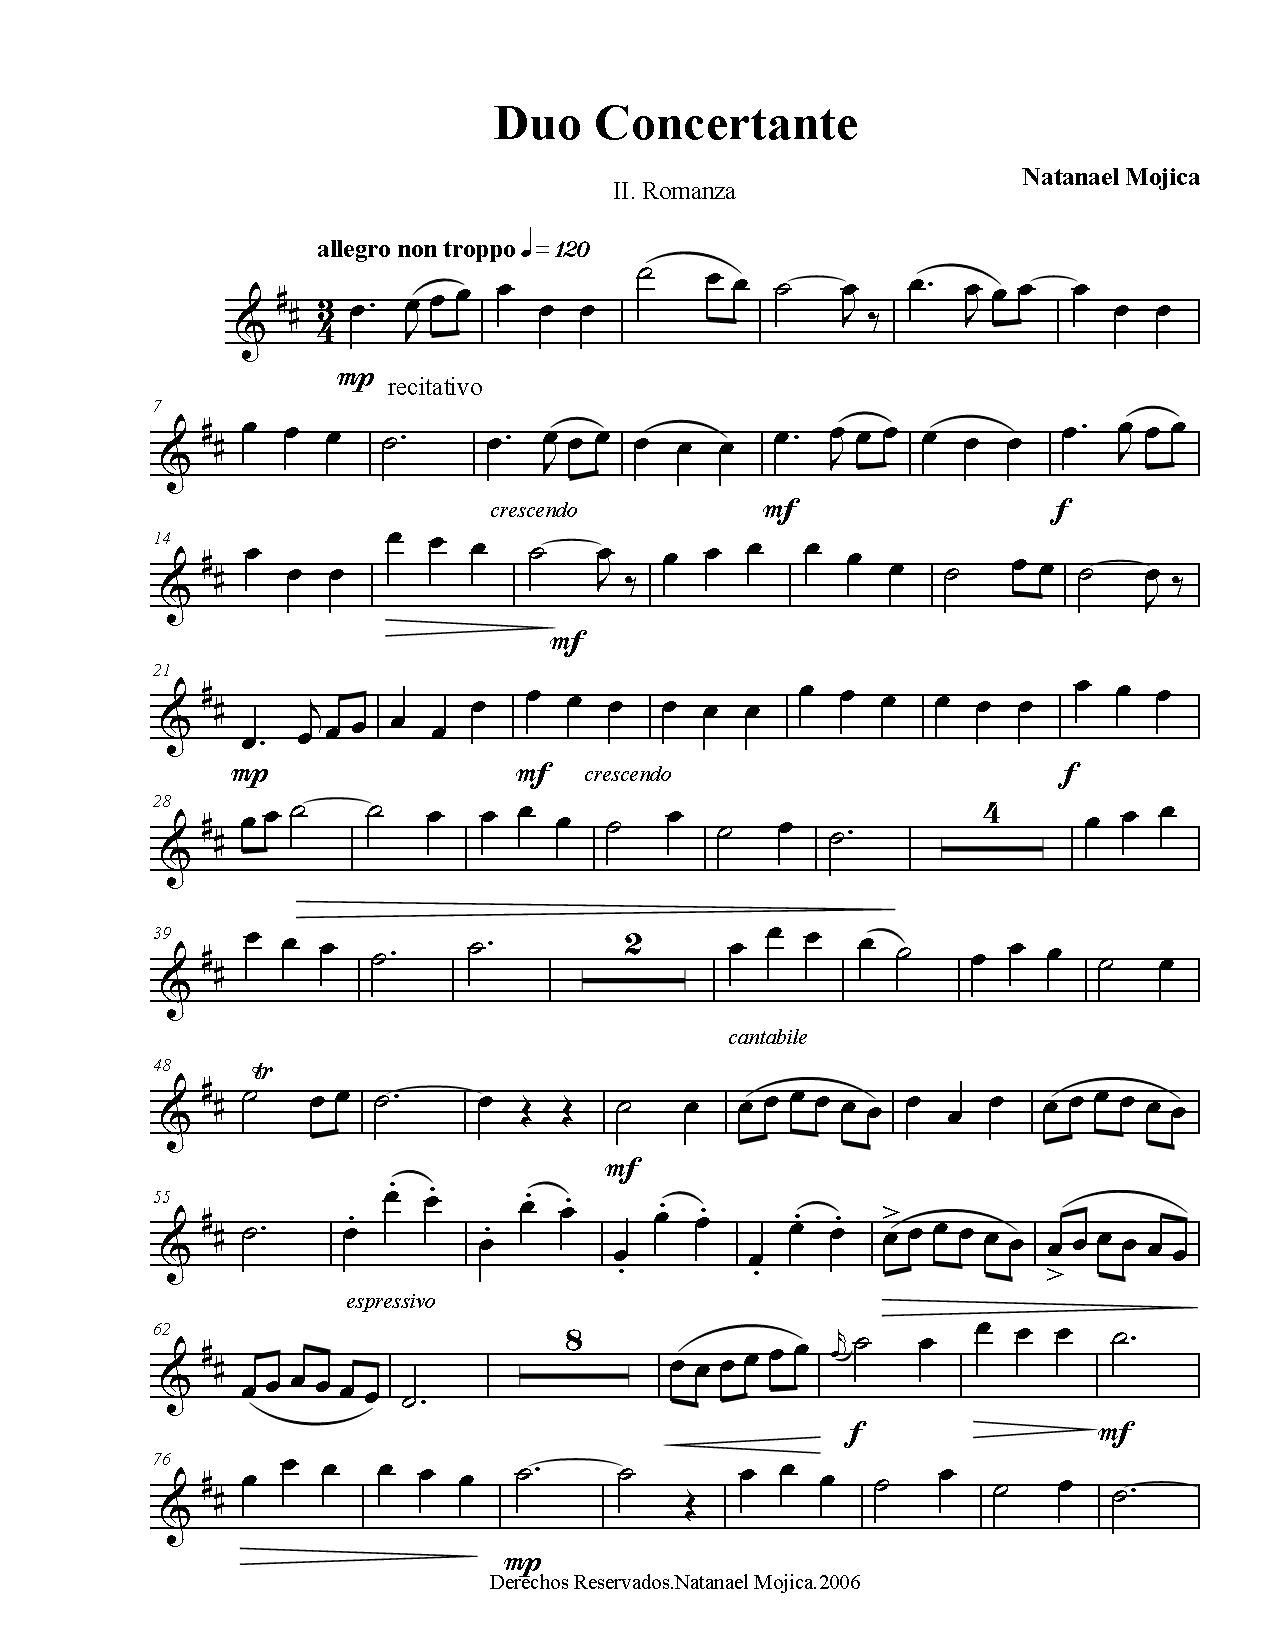 Duo Concertante
Natanael Mojica
II. Romanza
allegro non troppo ♩= 120
3
4
mp recitativo
7
crescendo mf f
14
mf
21
mp mf crescendo f
28
4
39
2
cantabile
48
tr
mf
55
espressivo
62
8
f mf
76
mp
Derechos Reservados.Natanael Mojica.2006